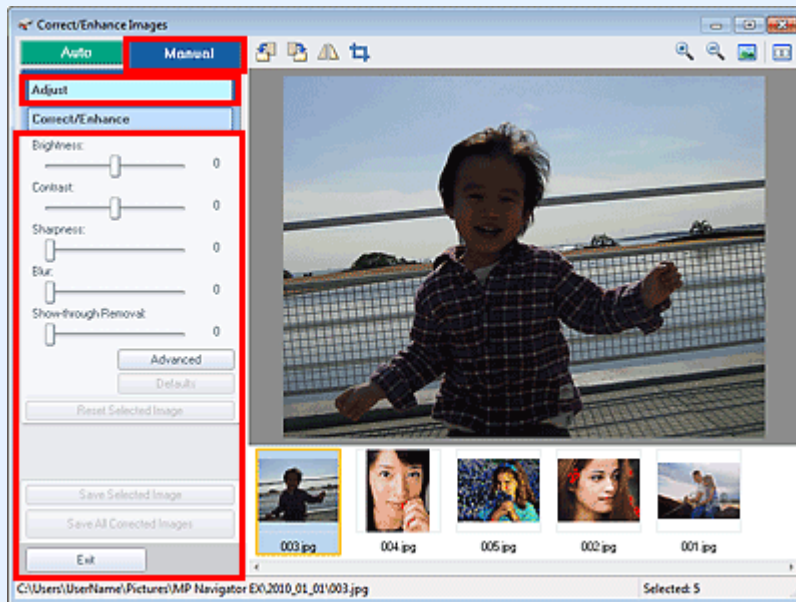 Correct/Enhance Images
Auto Manual
Adjust
Correct/Enhance
Brightness:
0
Contrast:
0
Sharpness:
0
Blur:
0
Show-through Removal:
0
Advanced
Defaults
Reset Selected Image
Save Selected Image
Save All Corrected Images
Exit
003.jpg 004.jpg 005.jpg 002.jpg 001.jpg
C:\Users\UserName\Pictures\MP Navigator EX\2010_01_01\003.jpg Selected: 5